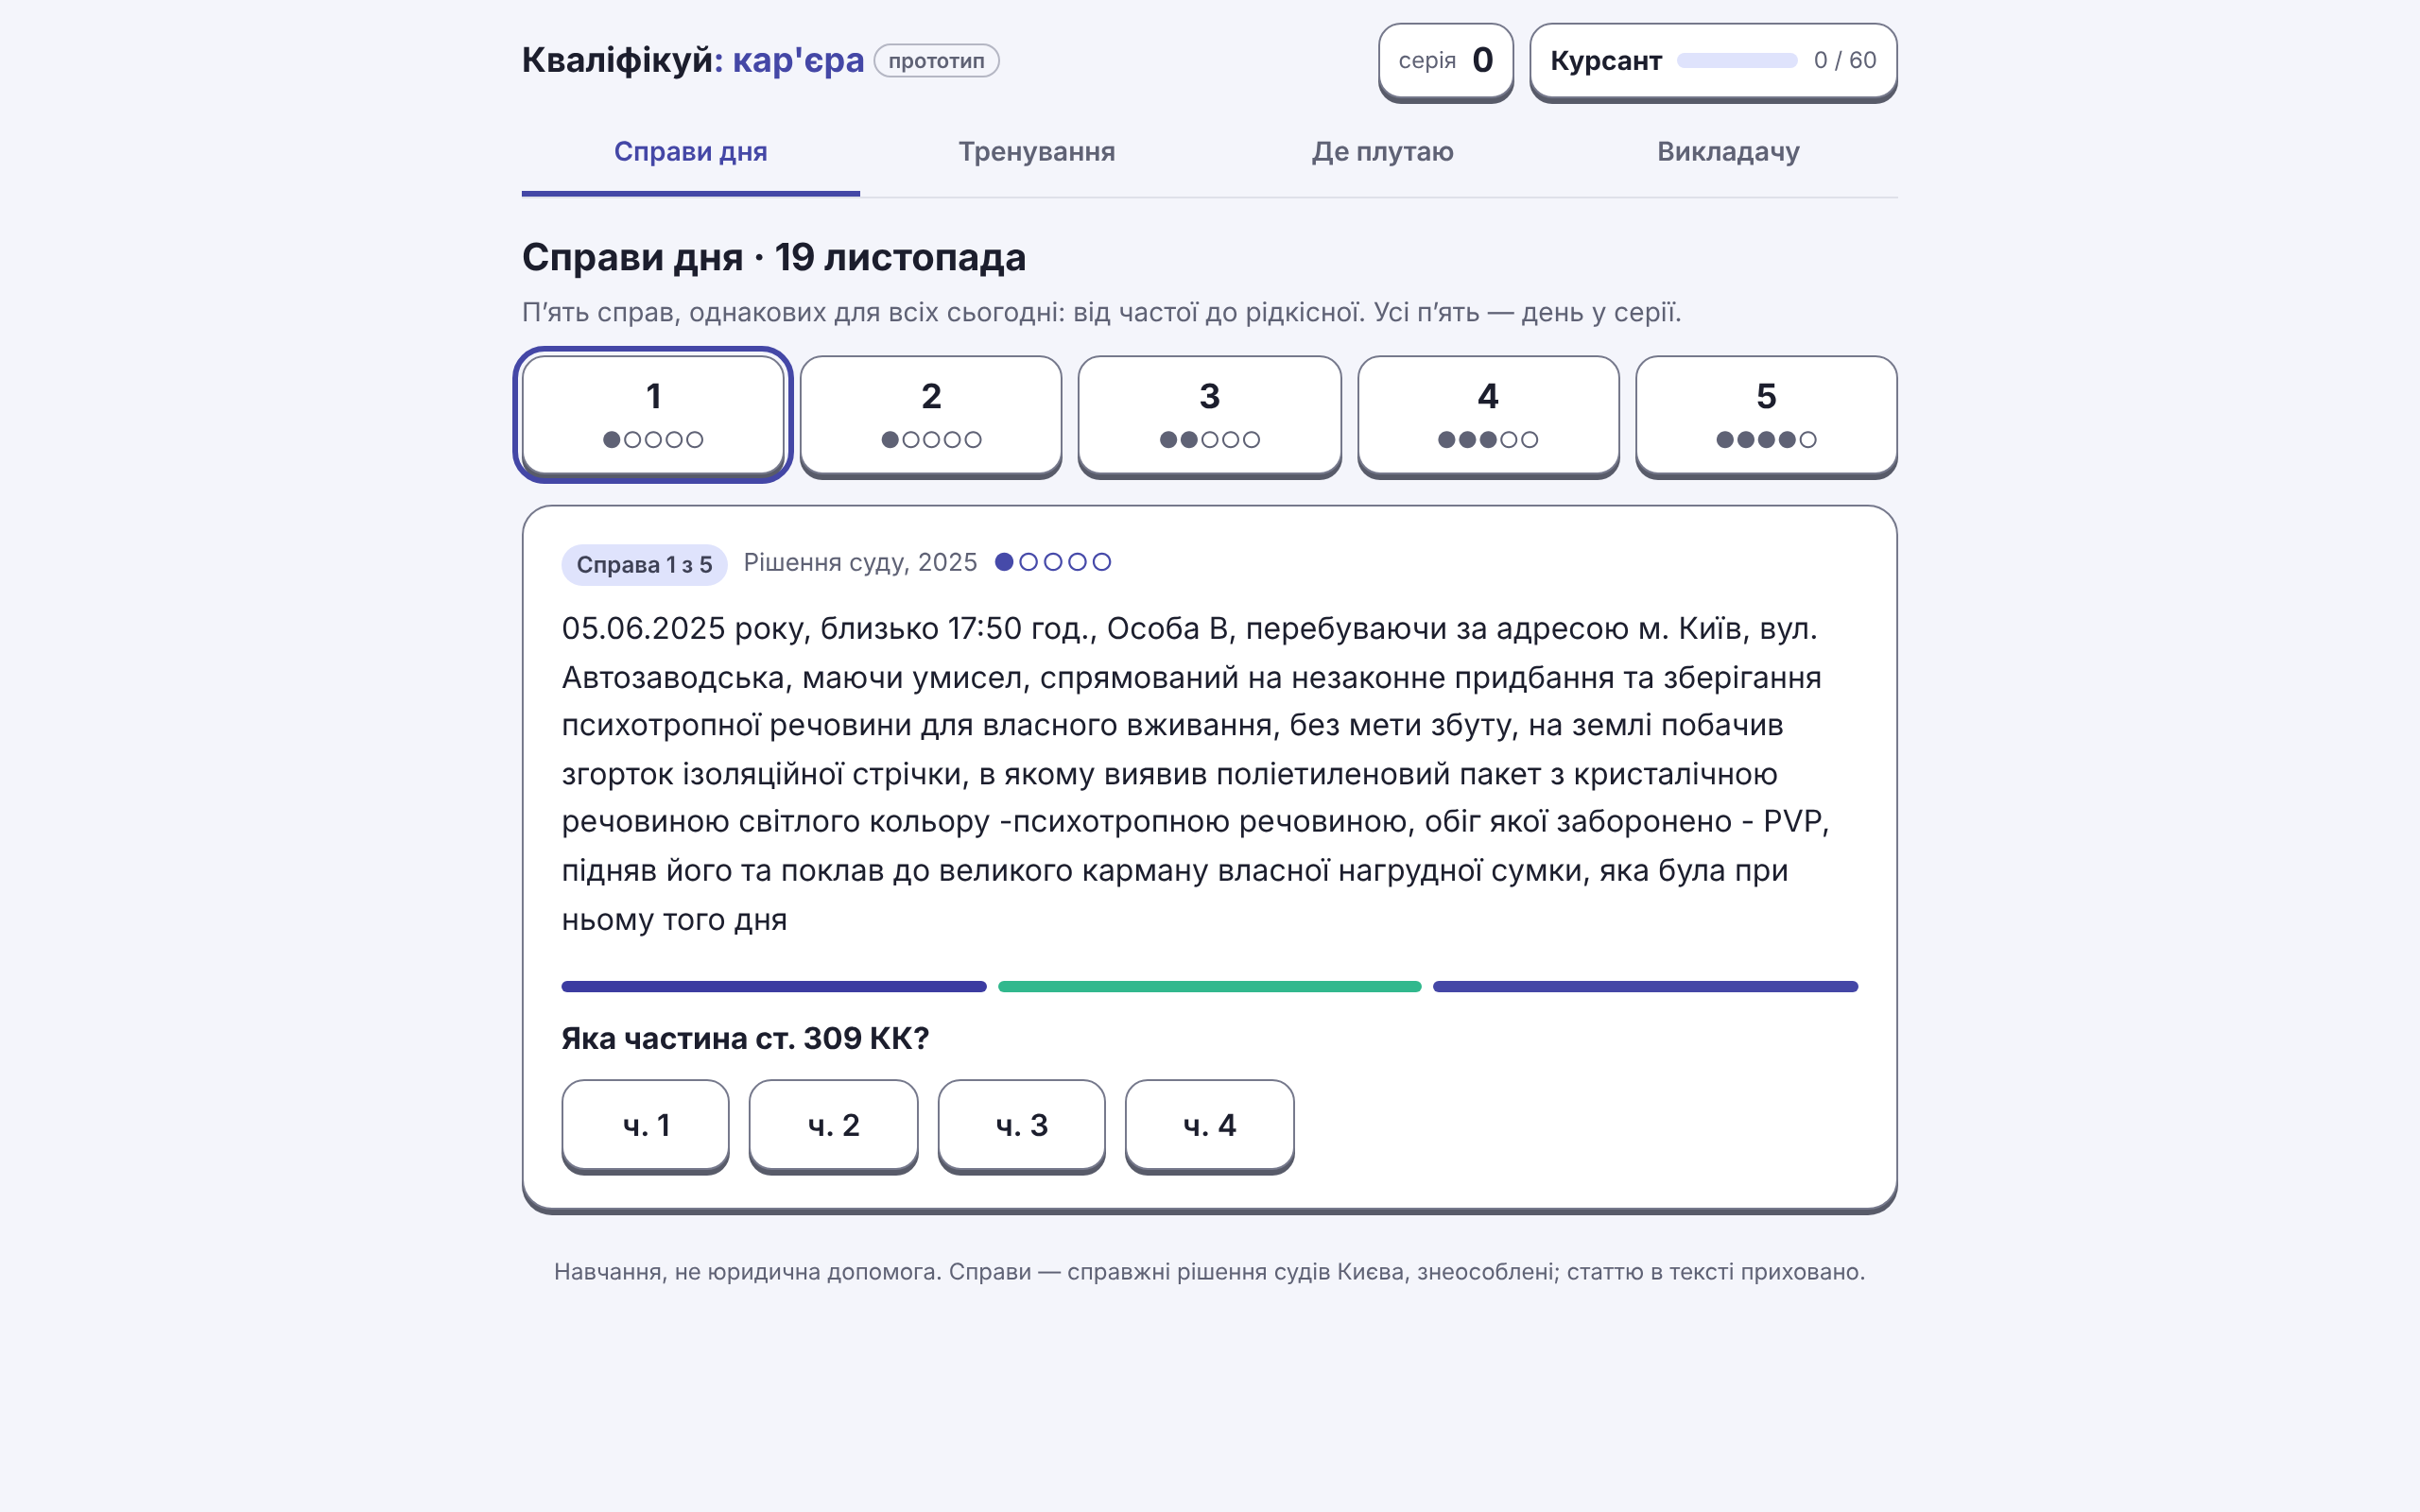 Кваліфікуй: кар'єра прототип
серія 0
Курсант 0 / 60
Справи дня Тренування Де плутаю Викладачу
Справи дня · 19 листопада
П’ять справ, однакових для всіх сьогодні: від частої до рідкісної. Усі п’ять — день у серії.
1 2 3 4 5
Справа 1 з 5 Рішення суду, 2025
05.06.2025 року, близько 17:50 год., Особа В, перебуваючи за адресою м. Київ, вул.
Автозаводська, маючи умисел, спрямований на незаконне придбання та зберігання
психотропної речовини для власного вживання, без мети збуту, на землі побачив
згорток ізоляційної стрічки, в якому виявив поліетиленовий пакет з кристалічною
речовиною світлого кольору -психотропною речовиною, обіг якої заборонено - PVP,
підняв його та поклав до великого карману власної нагрудної сумки, яка була при
ньому того дня
Яка частина ст. 309 КК?
ч. 1 ч. 2 ч. 3 ч. 4
Навчання, не юридична допомога. Справи — справжні рішення судів Києва, знеособлені; статтю в тексті приховано.